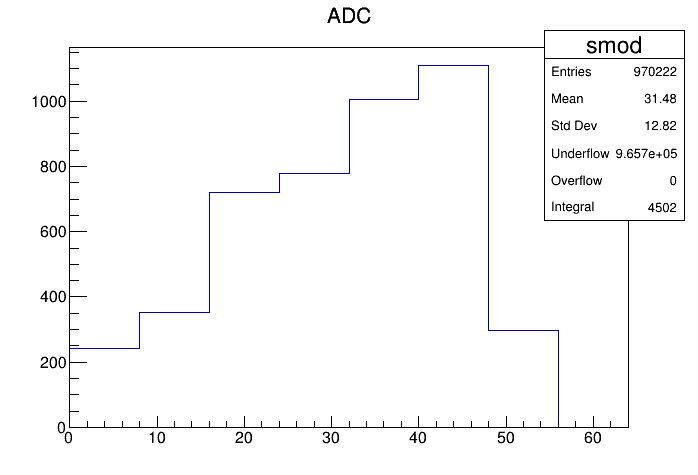 ADC
smod
Entries 970222
Mean 31.48
Std Dev 12.82
Underflow 9.657e+05
Overflow 0
Integral 4502
1000
800
600
400
200
0
0 10 20 30 40 50 60